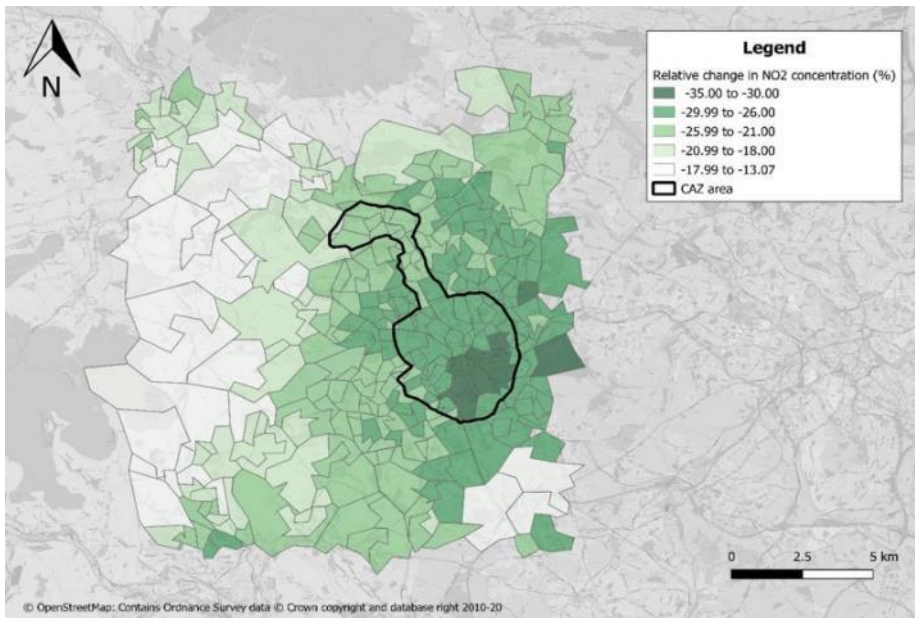 N
Legend
Relative change in NO2 concentration (%)
-35.00 to -30.00
-29.99 to -26.00
-25.99 to -21.00
-20.99 to -18.00
-17.99 to -13.07
CAZ area
0 2.5 5 km
© OpenStreetMap: Contains Ordnance Survey data © Crown copyright and database right 2010-20